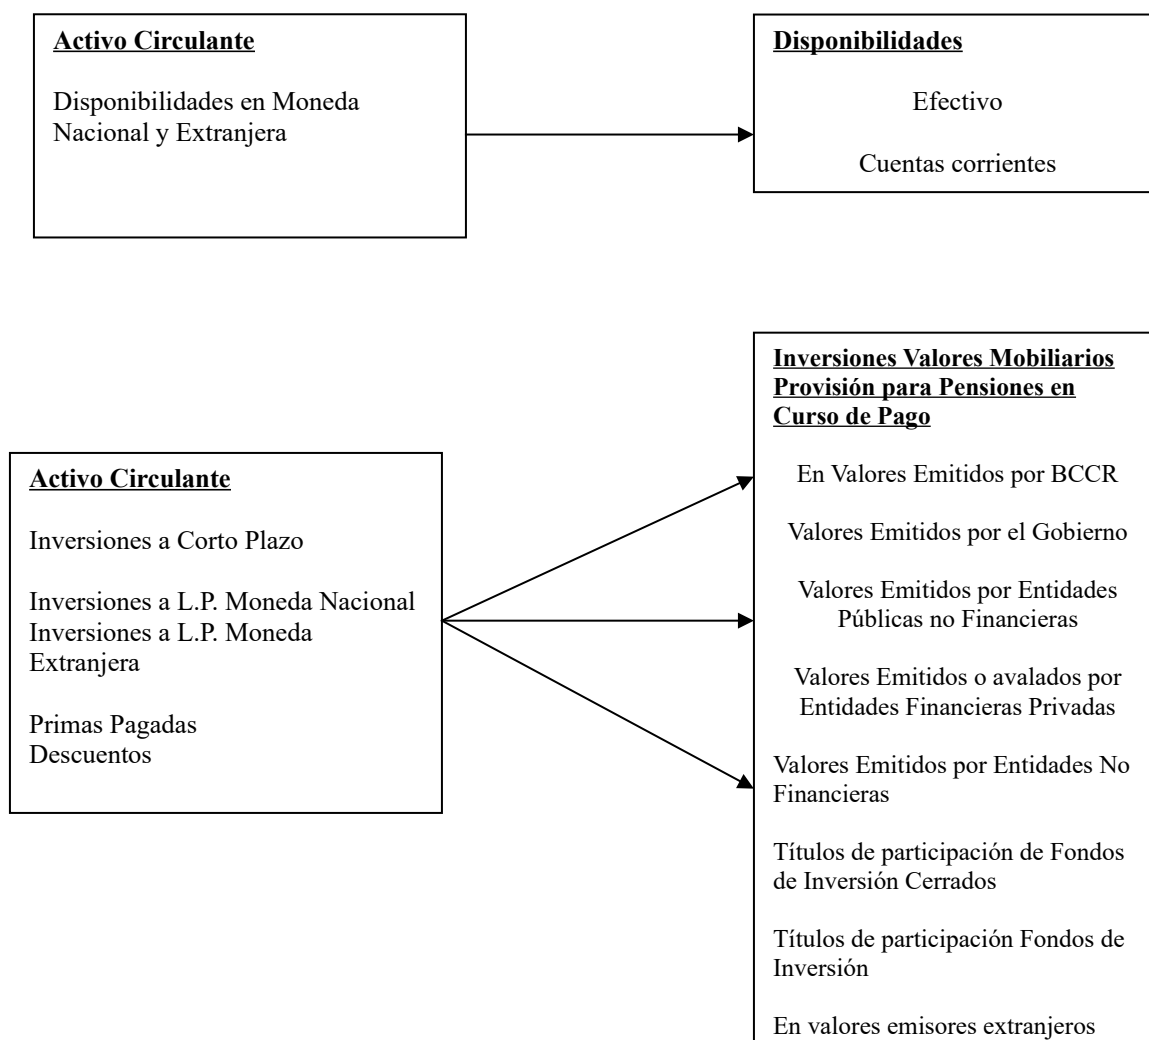 Activo Circulante
Disponibilidades en Moneda
Nacional y Extranjera
Disponibilidades
Efectivo
Cuentas corrientes
Activo Circulante
Inversiones a Corto Plazo
Inversiones a L.P. Moneda Nacional
Inversiones a L.P. Moneda
Extranjera
Primas Pagadas
Descuentos
Inversiones Valores Mobiliarios
Provisión para Pensiones en
Curso de Pago
En Valores Emitidos por BCCR
Valores Emitidos por el Gobierno
Valores Emitidos por Entidades
Públicas no Financieras
Valores Emitidos o avalados por
Entidades Financieras Privadas
Valores Emitidos por Entidades No
Financieras
Títulos de participación de Fondos
de Inversión Cerrados
Títulos de participación Fondos de
Inversión
En valores emisores extranjeros